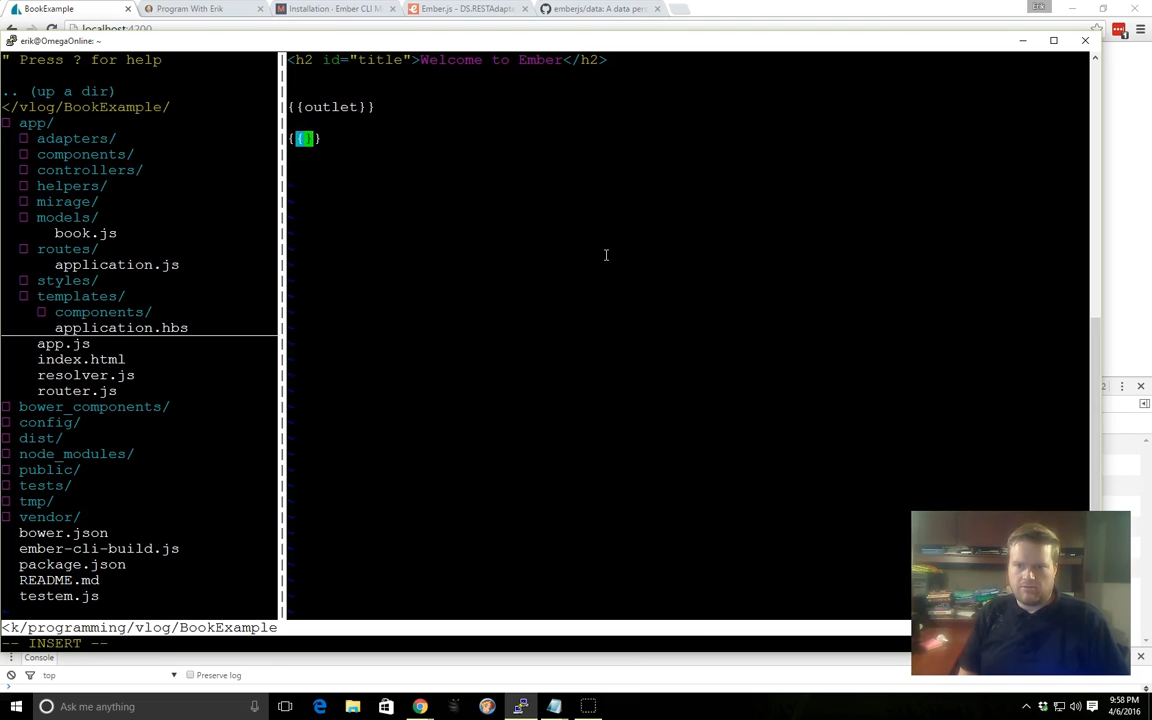 BookExample
Program With Erik
Installation · Ember CLI M
Ember.js - DS.RESTAdapte
emberjs/data: A data pers
Erik
localhost:4200
erik@OmegaOnline: ~
" Press ? for help
.. (up a dir)
</vlog/BookExample/
app/
adapters/
components/
controllers/
helpers/
mirage/
models/
book.js
routes/
application.js
styles/
templates/
components/
application.hbs
app.js
index.html
resolver.js
router.js
bower_components/
config/
dist/
node_modules/
public/
tests/
tmp/
vendor/
bower.json
ember-cli-build.js
package.json
README.md
testem.js
<k/programming/vlog/BookExample
-- INSERT --
<h2 id="title">Welcome to Ember</h2>
{{outlet}}
{{}}
2
Console
top
Preserve log
Ask me anything
9:58 PM
4/6/2016